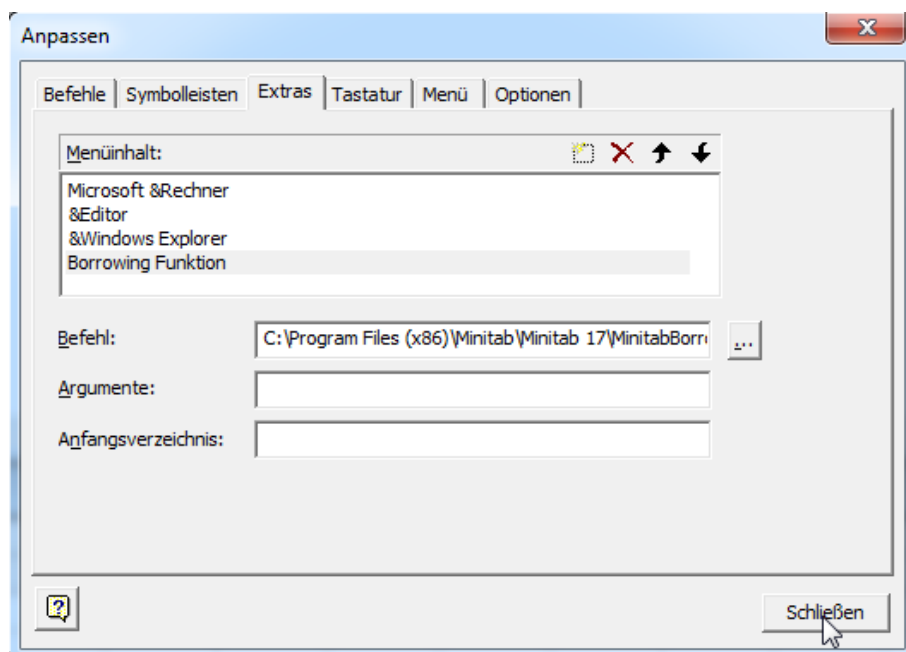 Anpassen
Befehle Symbolleisten Extras Tastatur Menü Optionen
Menüinhalt:
Microsoft &Rechner
&Editor
&Windows Explorer
Borrowing Funktion
Befehl: C:\Program Files (x86)\Minitab\Minitab 17\MinitabBorr ...
Argumente:
Anfangsverzeichnis:
Schließen